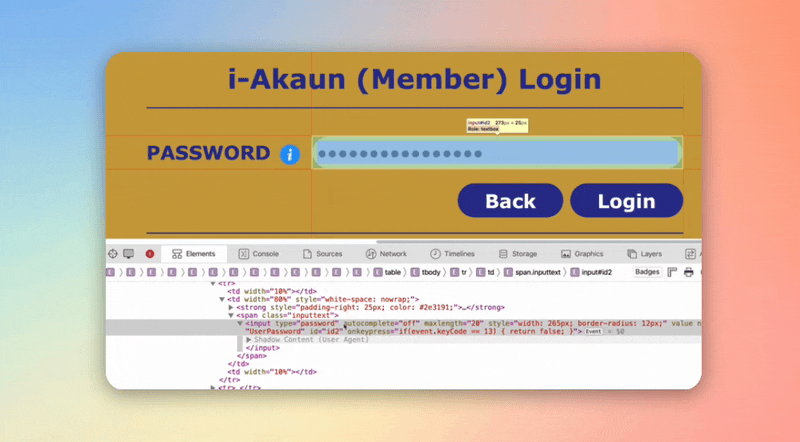 i-Akaun (Member) Login
input#id2 273px × 25px
Role: textbox
PASSWORD i
Back Login
Elements Console Sources Network Timelines Storage Graphics Layers
E E E E E E E E E E E E E E table E tbody E tr E td E span.inputtext E input#id2 Badges
<tr>
<td width="10%"></td>
<td width="80%" style="white-space: nowrap;">
<strong style="padding-right: 25px; color: #2e3191;">…</strong>
<span class="inputtext">
<input type="password" autocomplete="off" maxlength="20" style="width: 265px; border-radius: 12px;" value n
"UserPassword" id="id2" onkeypress="if(event.keyCode == 13) { return false; }"> Event = $0
Shadow Content (User Agent)
</input>
</span>
</td>
<td width="10%"></td>
</tr>
<tr> </tr>